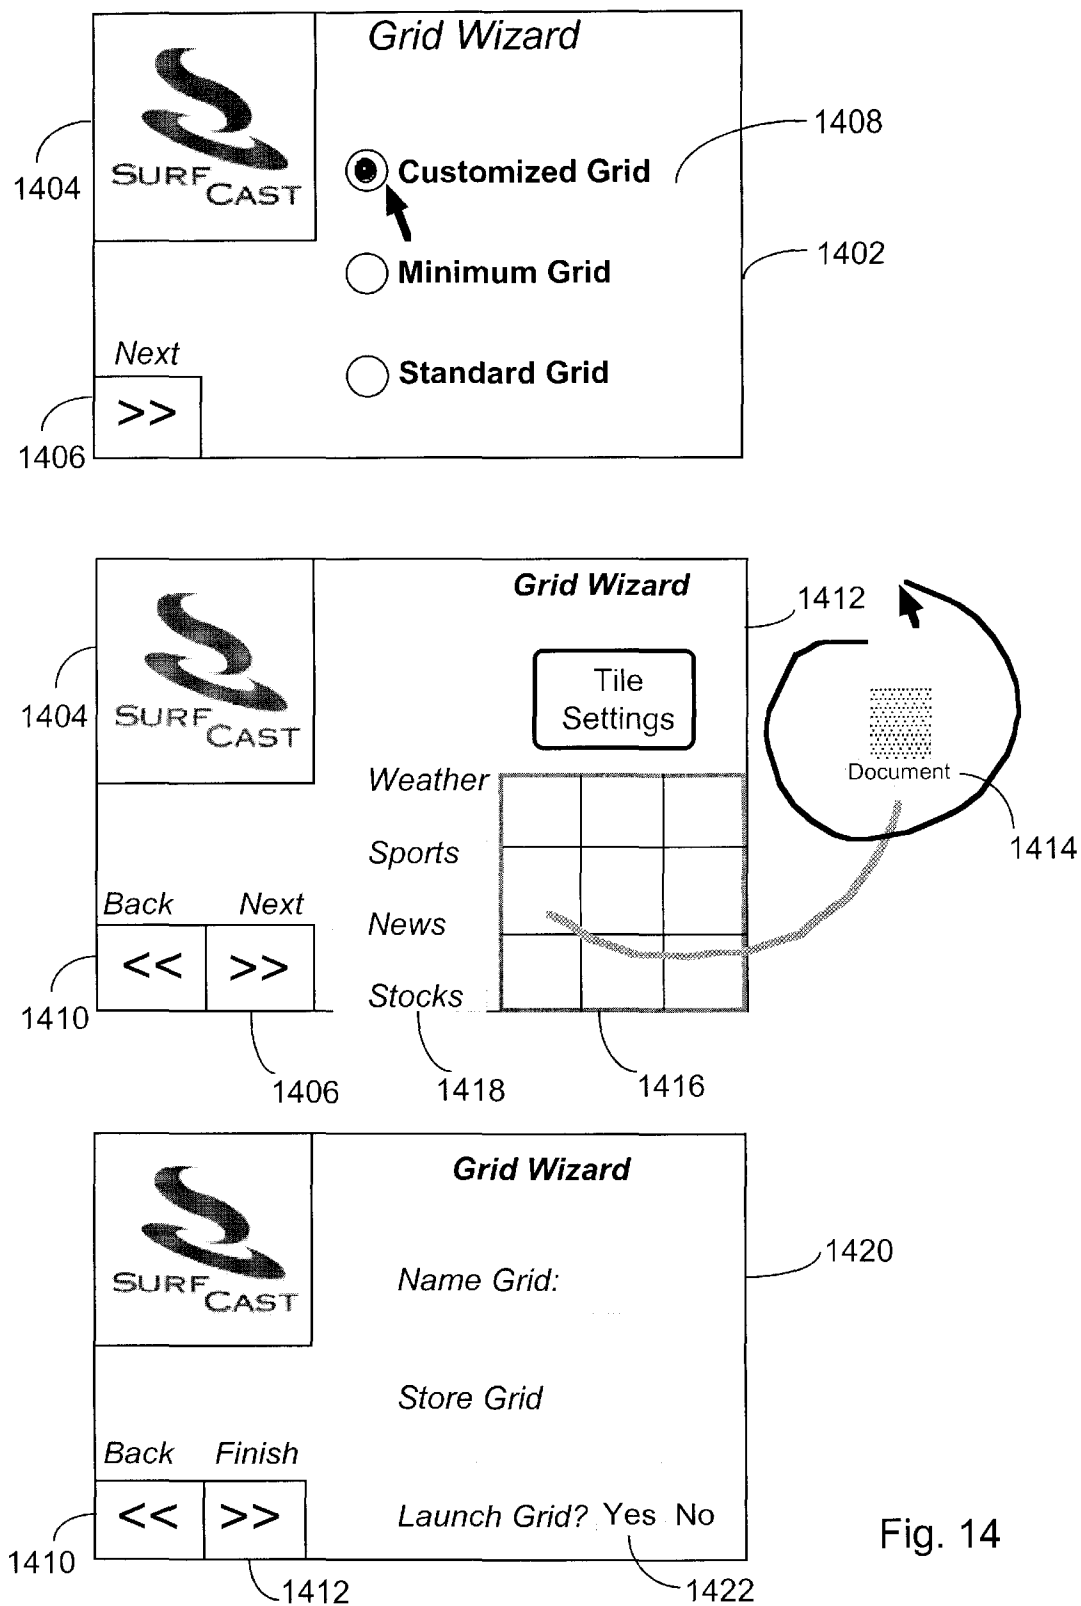 Grid Wizard
1408
1404
SURF
CAST
Customized Grid
1402
Minimum Grid
Next
Standard Grid
>>
1406
Grid Wizard
1412
Tile
Settings
1404
SURF
CAST
Weather
Document
1414
Sports
Back Next
News
<< >>
Stocks
1410
1406
1418
1416
Grid Wizard
1420
SURF
CAST
Name Grid:
Store Grid
Back Finish
<< >>
Launch Grid? Yes No
Fig. 14
1410
1412
1422